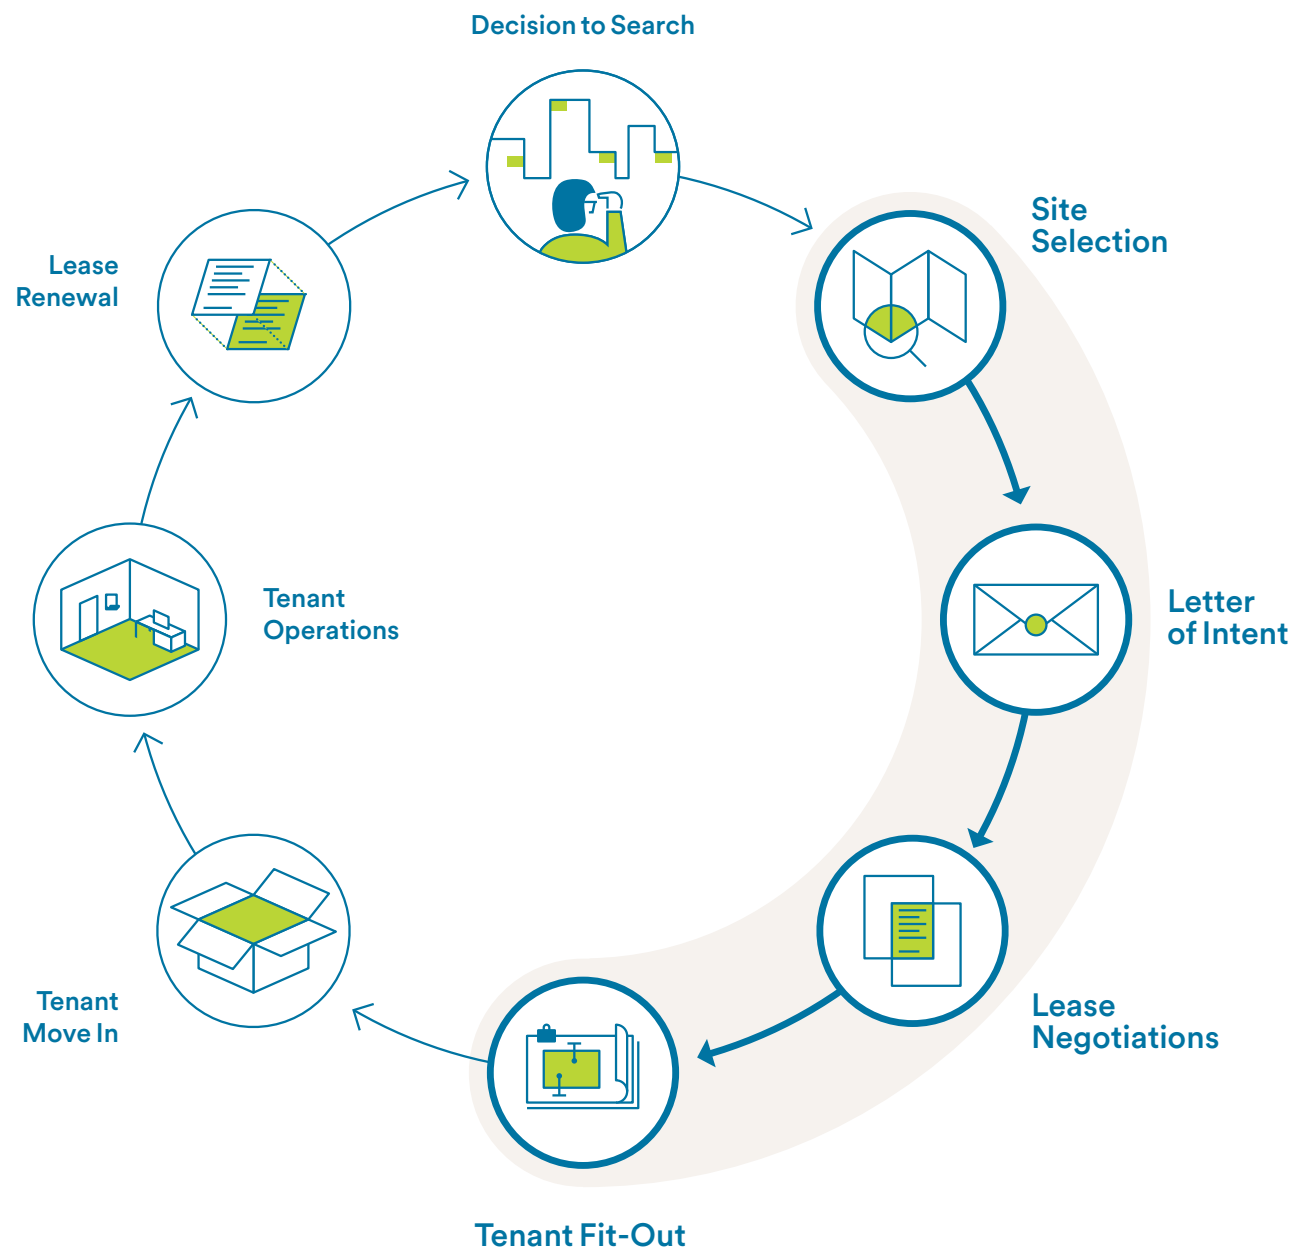 Decision to Search
Site
Selection
Letter
of Intent
Lease
Negotiations
Tenant Fit-Out
Tenant
Move In
Tenant
Operations
Lease
Renewal